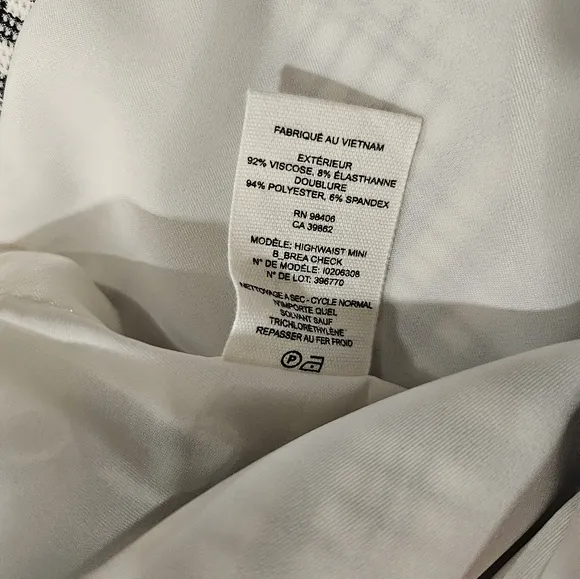 FABRIQUÉ AU VIETNAM
EXTÉRIEUR
92% VISCOSE, 8% ÉLASTHANNE
DOUBLURE
94% POLYESTER, 6% SPANDEX
RN 98406
CA 39862
MODÈLE: HIGHWAIST MINI
B_BREA CHECK
N° DE MODÈLE: I0206308
N° DE LOT: 396770
NETTOYAGE A SEC - CYCLE NORMAL
N'IMPORTE QUEL
SOLVANT SAUF
TRICHLORETHYLÈNE
REPASSER AU FER FROID
P